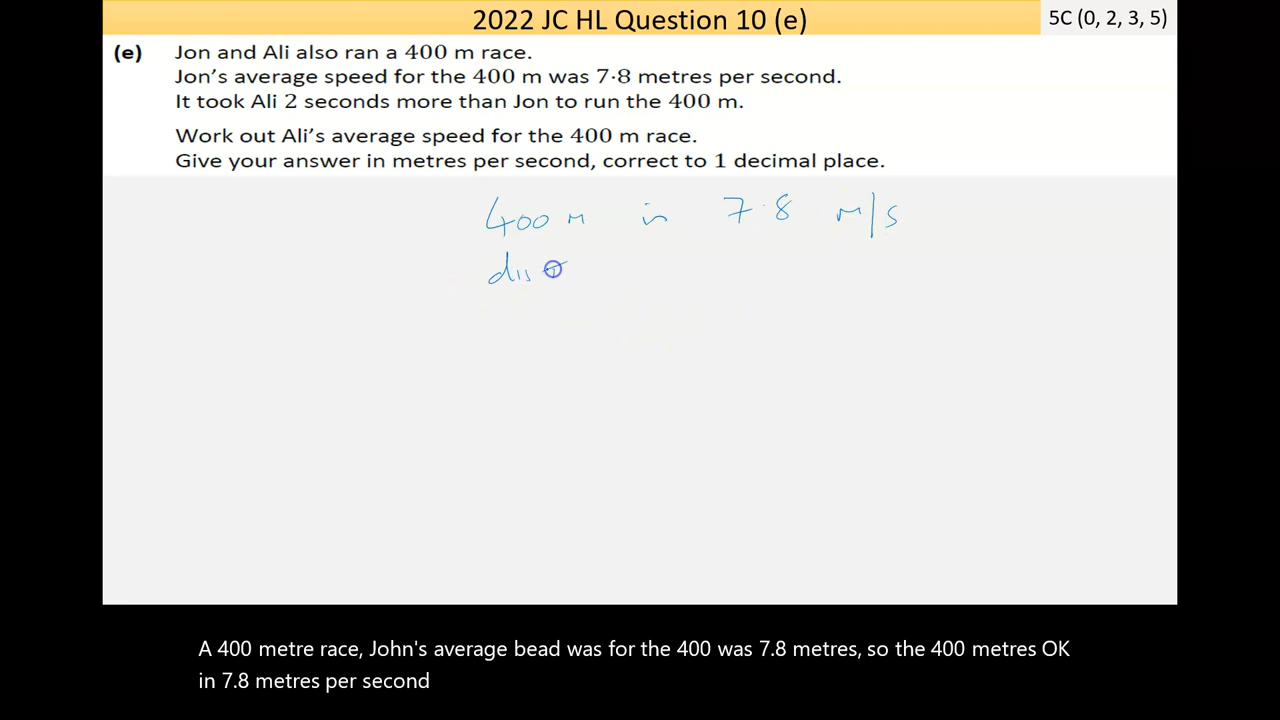 2022 JC HL Question 10 (e)
5C (0, 2, 3, 5)
(e) Jon and Ali also ran a 400 m race.
Jon’s average speed for the 400 m was 7·8 metres per second.
It took Ali 2 seconds more than Jon to run the 400 m.
Work out Ali’s average speed for the 400 m race.
Give your answer in metres per second, correct to 1 decimal place.
400 m in 7.8 m/s
dist
A 400 metre race, John's average bead was for the 400 was 7.8 metres, so the 400 metres OK
in 7.8 metres per second